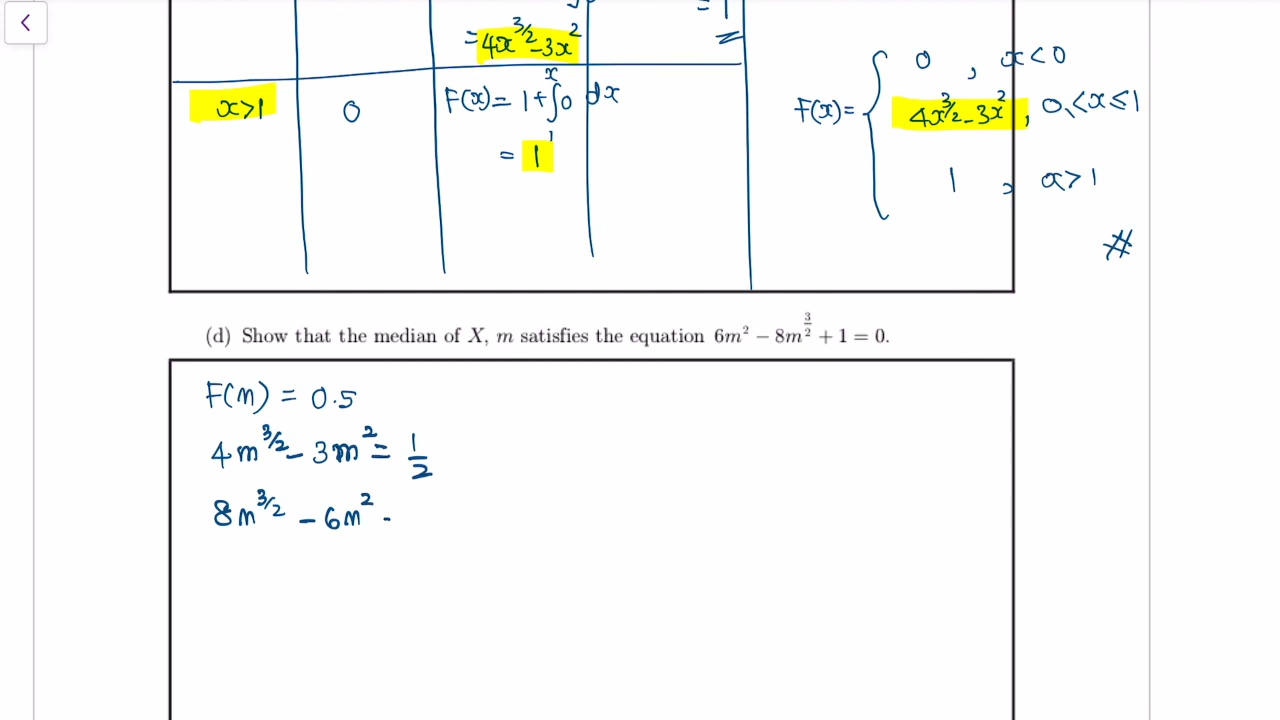 = 1
= 4x^{3/2} - 3x^2
x>1
0
F(x) = 1 + ∫_1^x 0 dx
= 1
F(x) = { 0 , x<0
4x^{3/2} - 3x^2 , 0≤x≤1
1 , x>1
#
(d) Show that the median of X, m satisfies the equation 6m^2 − 8m^{3/2} + 1 = 0.
F(m) = 0.5
4m^{3/2} - 3m^2 = 1/2
8m^{3/2} - 6m^2 -